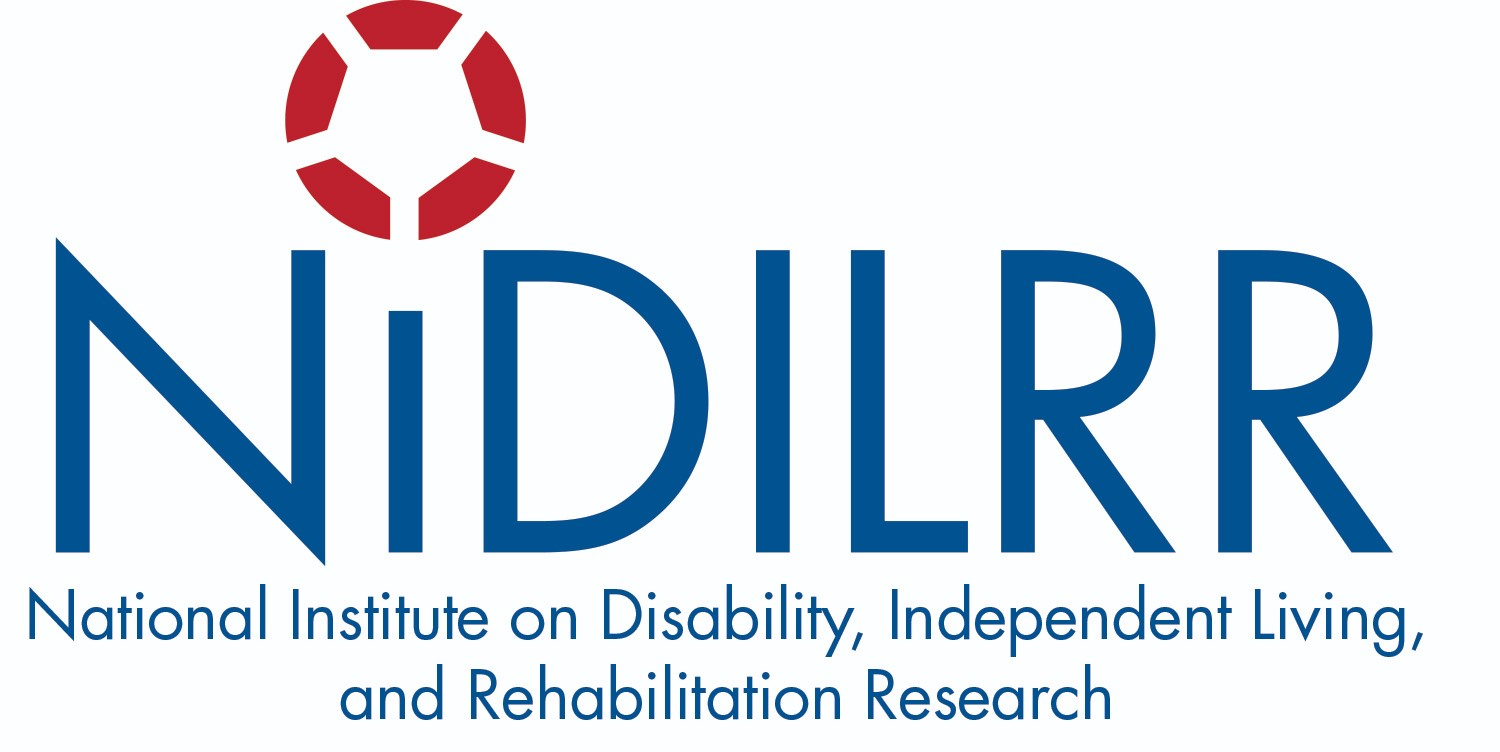 NiDILRR
National Institute on Disability, Independent Living,
and Rehabilitation Research